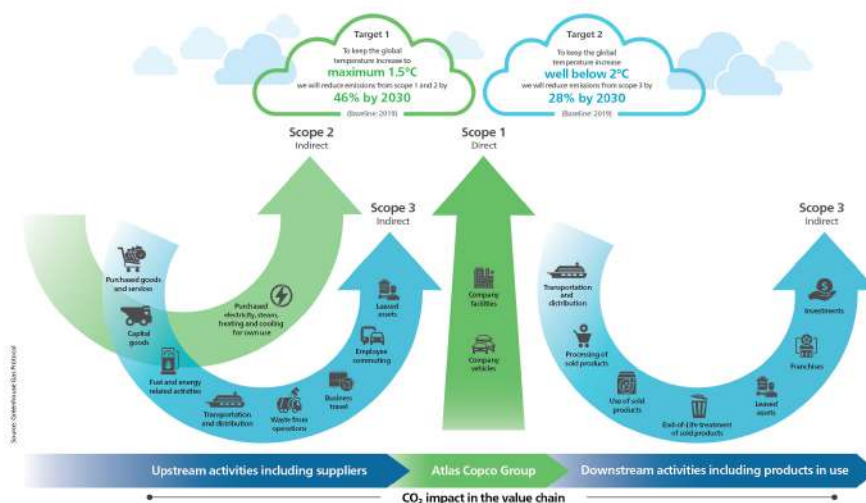 Target 1
To keep the global
temperature increase to
maximum 1.5°C
we will reduce emissions from scope 1 and 2 by
46% by 2030
(Baseline: 2019)
Target 2
To keep the global
temperature increase
well below 2°C
we will reduce emissions from scope 3 by
28% by 2030
(Baseline: 2019)
Scope 2
Indirect
Scope 1
Direct
Scope 3
Indirect
Scope 3
Indirect
Purchased goods
and services
Capital
goods
Fuel and energy
related activities
Transportation
and distribution
Waste from
operations
Business
travel
Employee
commuting
Leased
assets
Purchased
electricity, steam,
heating and cooling
for own use
Company
facilities
Company
vehicles
Transportation
and
distribution
Processing of
sold products
Use of sold
products
End-of-Life treatment
of sold products
Leased
assets
Franchises
Investments
Source: Greenhouse Gas Protocol
Upstream activities including suppliers
Atlas Copco Group
Downstream activities including products in use
CO₂ impact in the value chain